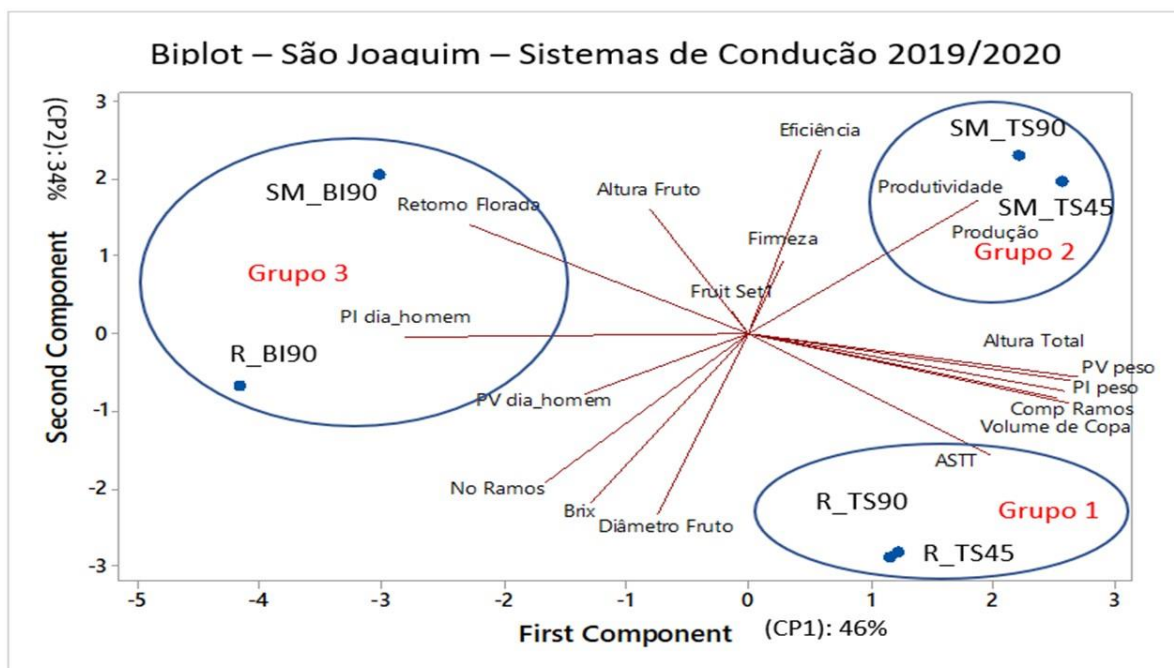 Biplot – São Joaquim – Sistemas de Condução 2019/2020
(CP2): 34%
Second Component
3
2
1
0
-1
-2
-3
Eficiência
SM_TS90
SM_BI90
Altura Fruto
Produtividade
Retorno Florada
SM_TS45
Firmeza
Produção
Grupo 3
Grupo 2
Fruit Set1
PI dia_homem
Altura Total
R_BI90
PV peso
PI peso
PV dia_homem
Comp Ramos
Volume de Copa
ASTT
No Ramos
R_TS90
Grupo 1
Brix
Diâmetro Fruto
R_TS45
-5 -4 -3 -2 -1 0 1 2 3
First Component (CP1): 46%